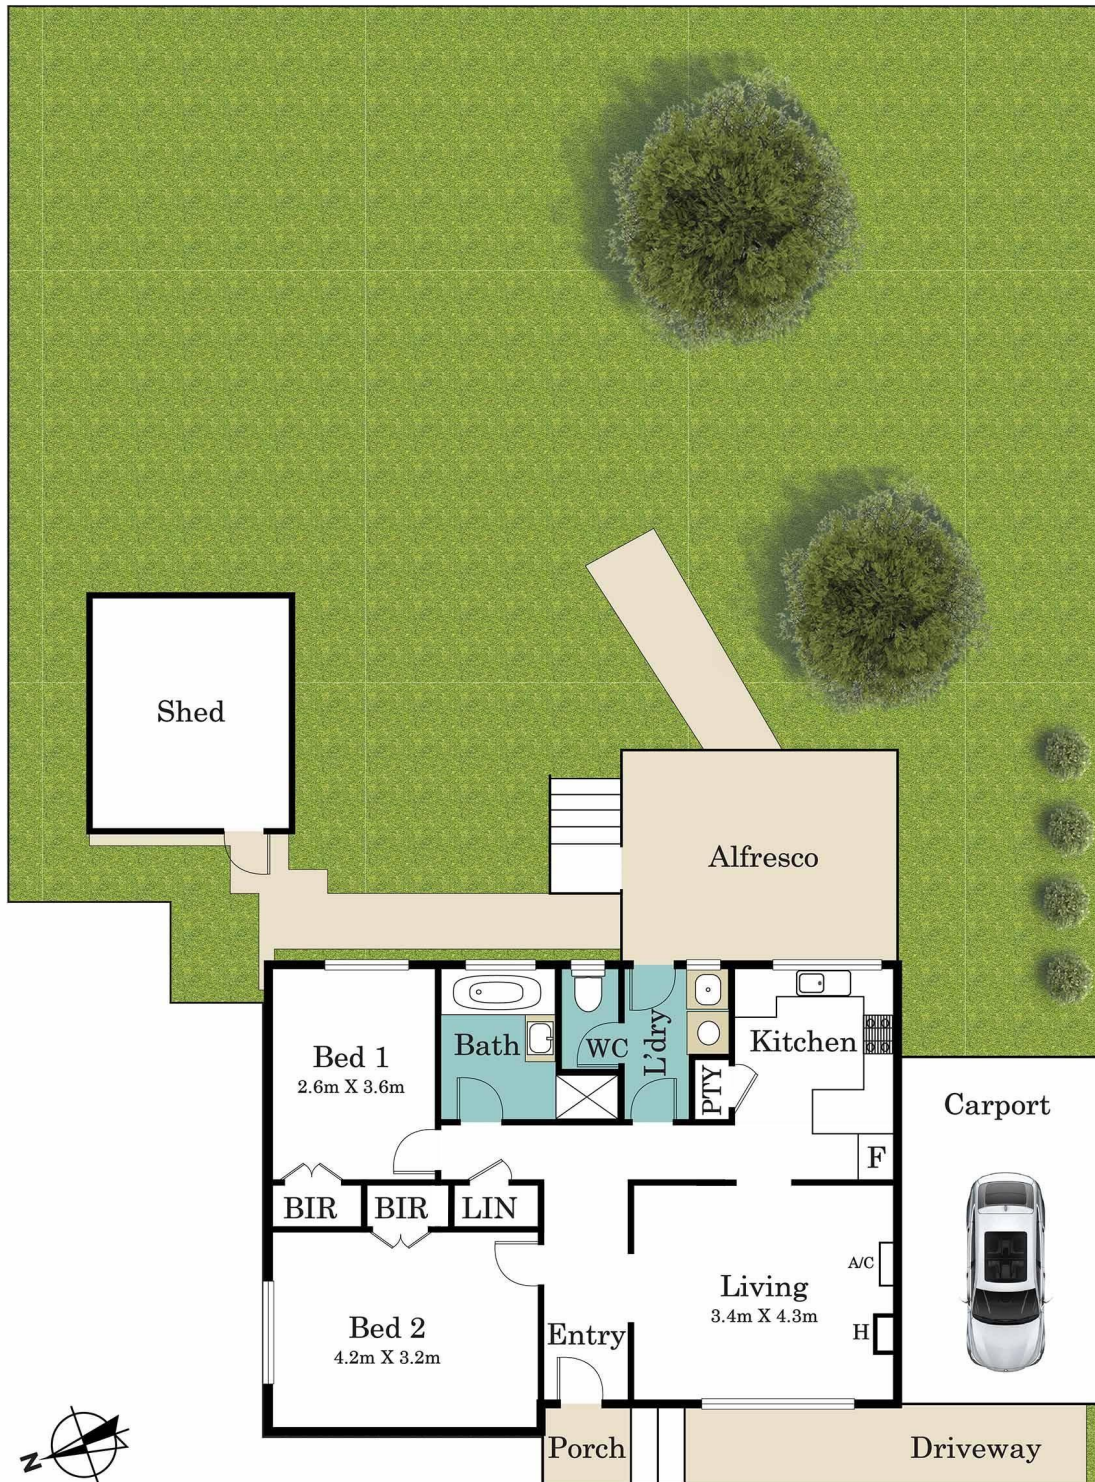 Shed
Alfresco
Bed 1
2.6m X 3.6m
Bath
WC
L'dry
PTY
Kitchen
F
Carport
BIR
BIR
LIN
Bed 2
4.2m X 3.2m
Entry
Living
3.4m X 4.3m
A/C
H
N
Porch
Driveway